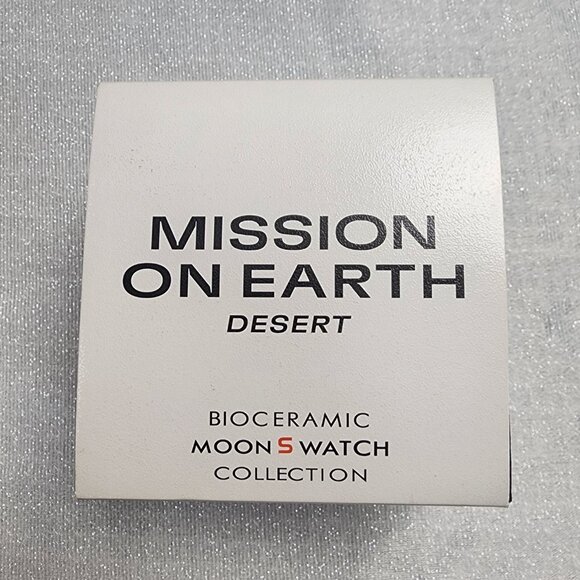 MISSION
ON EARTH
DESERT
BIOCERAMIC
MOON S WATCH
COLLECTION